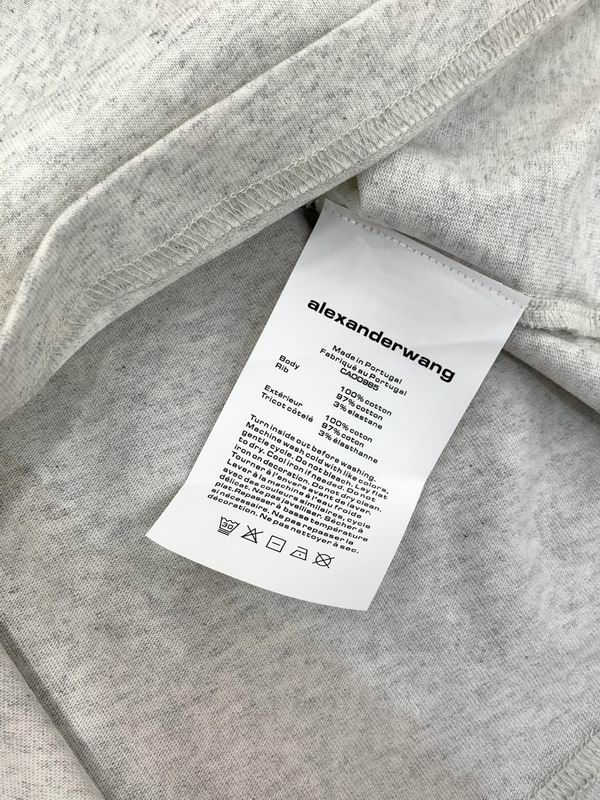 alexanderwang
Made in Portugal
Fabriqué au Portugal
CA00985
Body 100% cotton
Rib 97% cotton
3% elastane
Extérieur 100% coton
Tricot côtelé 97% coton
3% élasthanne
Turn inside out before washing.
Machine wash cold with like colors,
gentle cycle. Do not bleach. Lay flat
to dry. Cool iron if needed. Do not
iron on decoration. Do not dry clean.
Tourner à l'envers avant de laver.
Laver à la machine à l'eau froide
avec des couleurs similaires, cycle
délicat. Ne pas javelliser. Sécher à
plat. Repasser à basse température
si nécessaire. Ne pas repasser la
décoration. Ne pas nettoyer à sec.
30